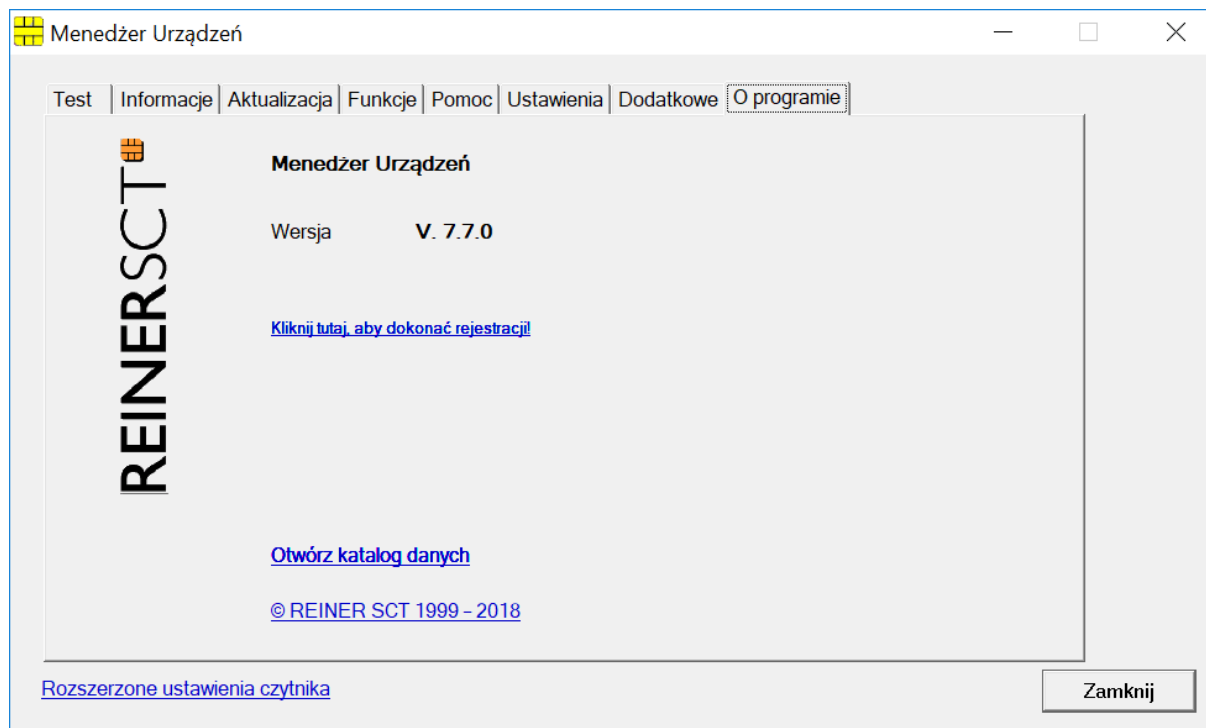 Menedżer Urządzeń
Test Informacje Aktualizacja Funkcje Pomoc Ustawienia Dodatkowe O programie
REINERSCT
Menedżer Urządzeń
Wersja V. 7.7.0
Kliknij tutaj, aby dokonać rejestracji!
Otwórz katalog danych
© REINER SCT 1999 – 2018
Rozszerzone ustawienia czytnika
Zamknij